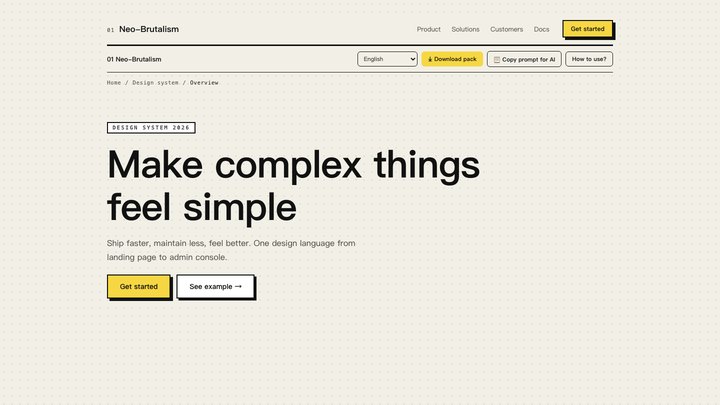 01 Neo–Brutalism
Product Solutions Customers Docs Get started
01 Neo–Brutalism
English ↓ Download pack 📋 Copy prompt for AI How to use?
Home / Design system / Overview
DESIGN SYSTEM 2026
Make complex things
feel simple
Ship faster, maintain less, feel better. One design language from
landing page to admin console.
Get started See example →